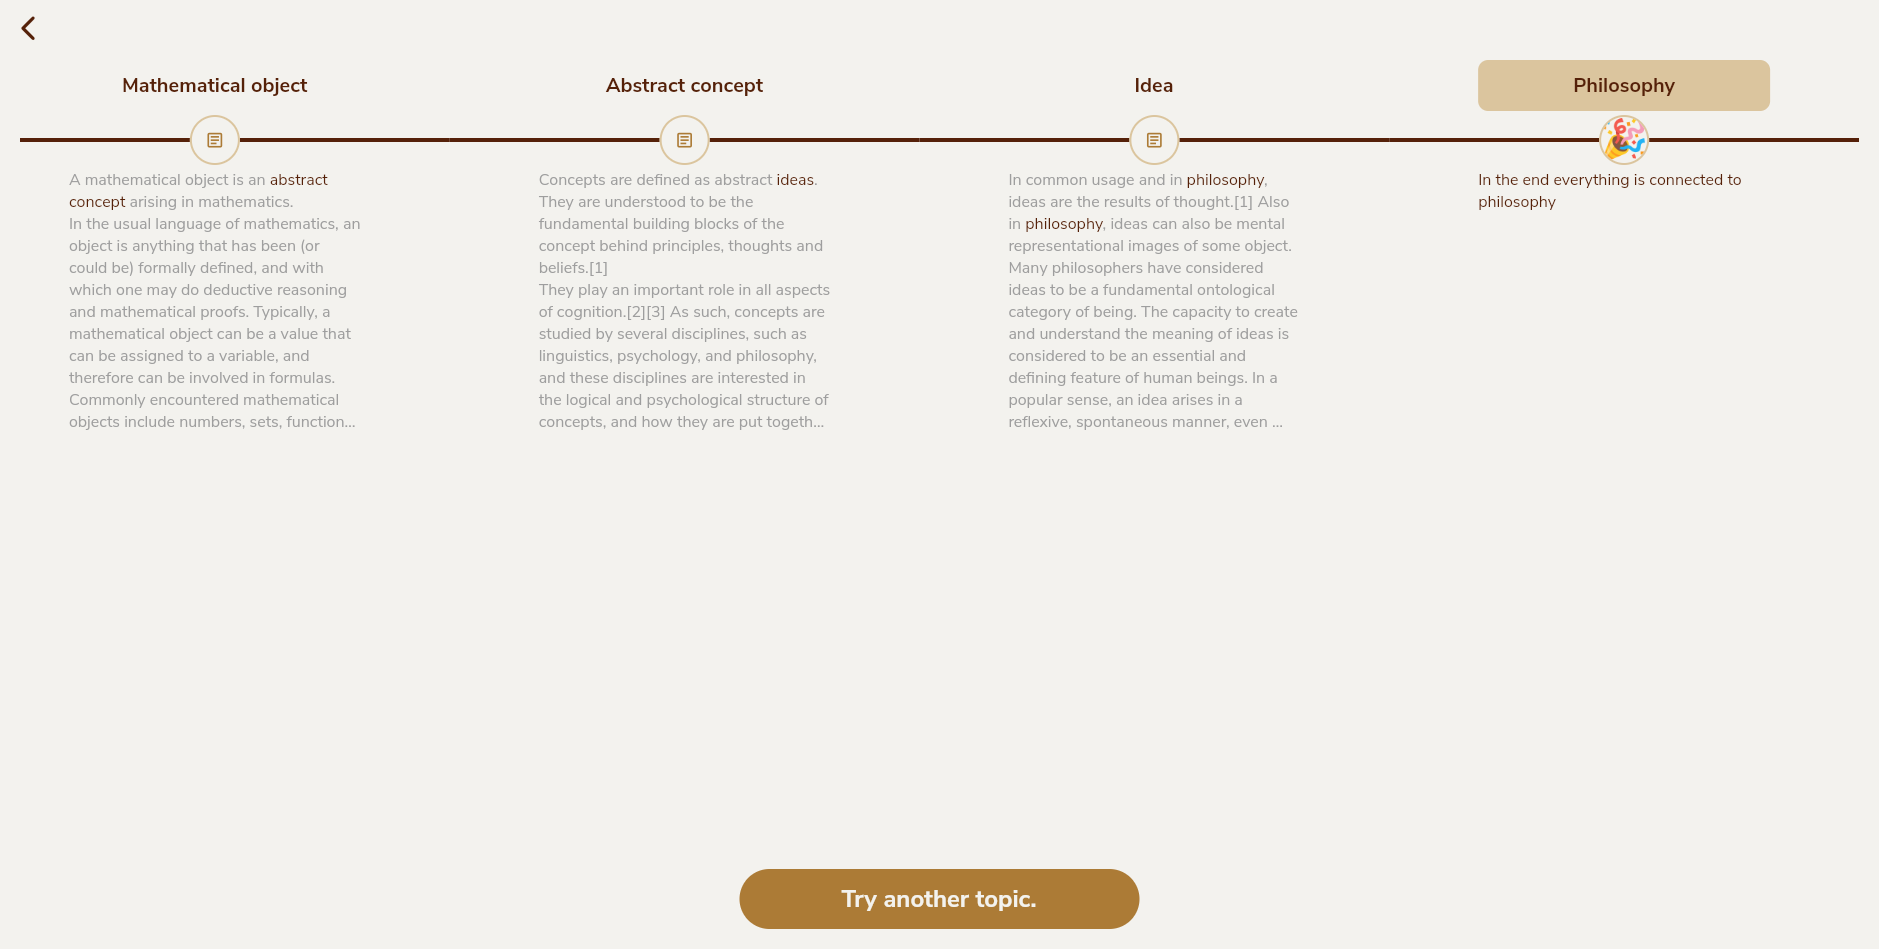 Mathematical object
A mathematical object is an abstract
concept arising in mathematics.
In the usual language of mathematics, an
object is anything that has been (or
could be) formally defined, and with
which one may do deductive reasoning
and mathematical proofs. Typically, a
mathematical object can be a value that
can be assigned to a variable, and
therefore can be involved in formulas.
Commonly encountered mathematical
objects include numbers, sets, function...
Abstract concept
Concepts are defined as abstract ideas.
They are understood to be the
fundamental building blocks of the
concept behind principles, thoughts and
beliefs.[1]
They play an important role in all aspects
of cognition.[2][3] As such, concepts are
studied by several disciplines, such as
linguistics, psychology, and philosophy,
and these disciplines are interested in
the logical and psychological structure of
concepts, and how they are put togeth...
Idea
In common usage and in philosophy,
ideas are the results of thought.[1] Also
in philosophy, ideas can also be mental
representational images of some object.
Many philosophers have considered
ideas to be a fundamental ontological
category of being. The capacity to create
and understand the meaning of ideas is
considered to be an essential and
defining feature of human beings. In a
popular sense, an idea arises in a
reflexive, spontaneous manner, even ...
Philosophy
In the end everything is connected to
philosophy
Try another topic.